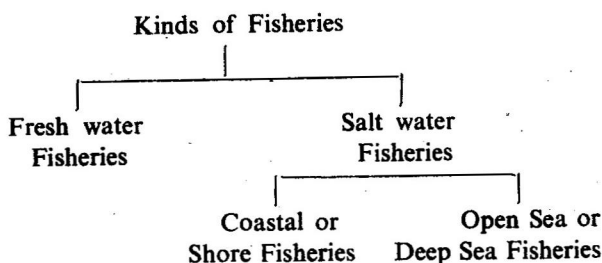 Kinds of Fisheries
Fresh water
Fisheries
Salt water
Fisheries
Coastal or
Shore Fisheries
Open Sea or
Deep Sea Fisheries